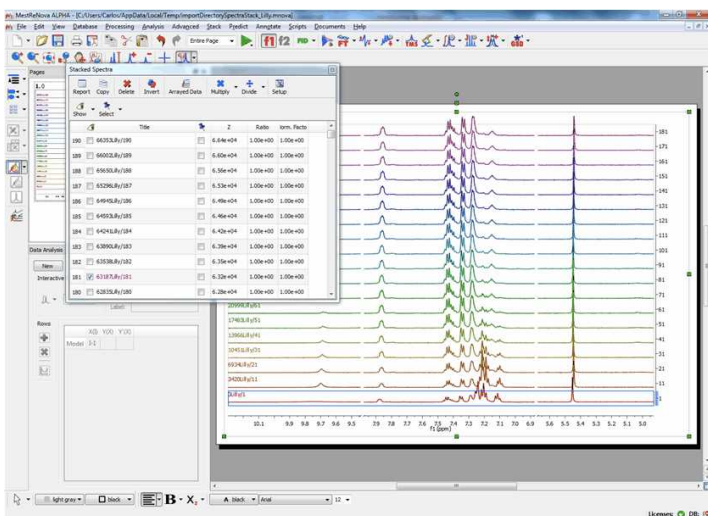 MestReNova ALPHA - [C:/Users/Carlos/AppData/Local/Temp/importDirectorySpectraStack_Lilly.mnova]
File Edit View Database Processing Analysis Advanced Stack Predict Assigntte Scripts Documents Help
Entire Page
Pages
Stacked Spectra
1.0
Report Copy Delete Invert Arrayed Data Multiply Divide Setup
Show Select
Title Z Ratio
190 66353Lilly/190 6.64e+04 1.00e+00 1.00e+00
189 66002Lilly/189 6.60e+04 1.00e+00 1.00e+00
188 65650Lilly/188 6.56e+04 1.00e+00 1.00e+00
187 65296Lilly/187 6.53e+04 1.00e+00 1.00e+00
186 64945Lilly/186 6.49e+04 1.00e+00 1.00e+00
185 64593Lilly/185 6.46e+04 1.00e+00 1.00e+00
184 64241Lilly/184 6.42e+04 1.00e+00 1.00e+00
183 63890Lilly/183 6.39e+04 1.00e+00 1.00e+00
182 63538Lilly/182 6.35e+04 1.00e+00 1.00e+00
181 63187Lilly/181 6.32e+04 1.00e+00 1.00e+00
180 62835Lilly/180 6.28e+04 1.00e+00 1.00e+00
Data Analysis
New
Interactive
Label:
Rows
X(I) Y(X) Y'(X)
Model [-]
181
171
161
151
141
131
121
111
101
91
81
71
20999Lilly/61 61
17483Lilly/51 51
13966Lilly/41 41
10451Lilly/31 31
6934Lilly/21 21
3420Lilly/11 11
1
10.1 9.9 9.8 9.7 9.6 9.5 7.9 7.8 7.7 7.6 7.5 7.4 7.3 7.2 7.1 7.0 6.9 5.6 5.5 5.4 5.3 5.2 5.1 5.0
f1 (ppm)
light gray black B X₂ A black Arial 12
Licenses: DB: